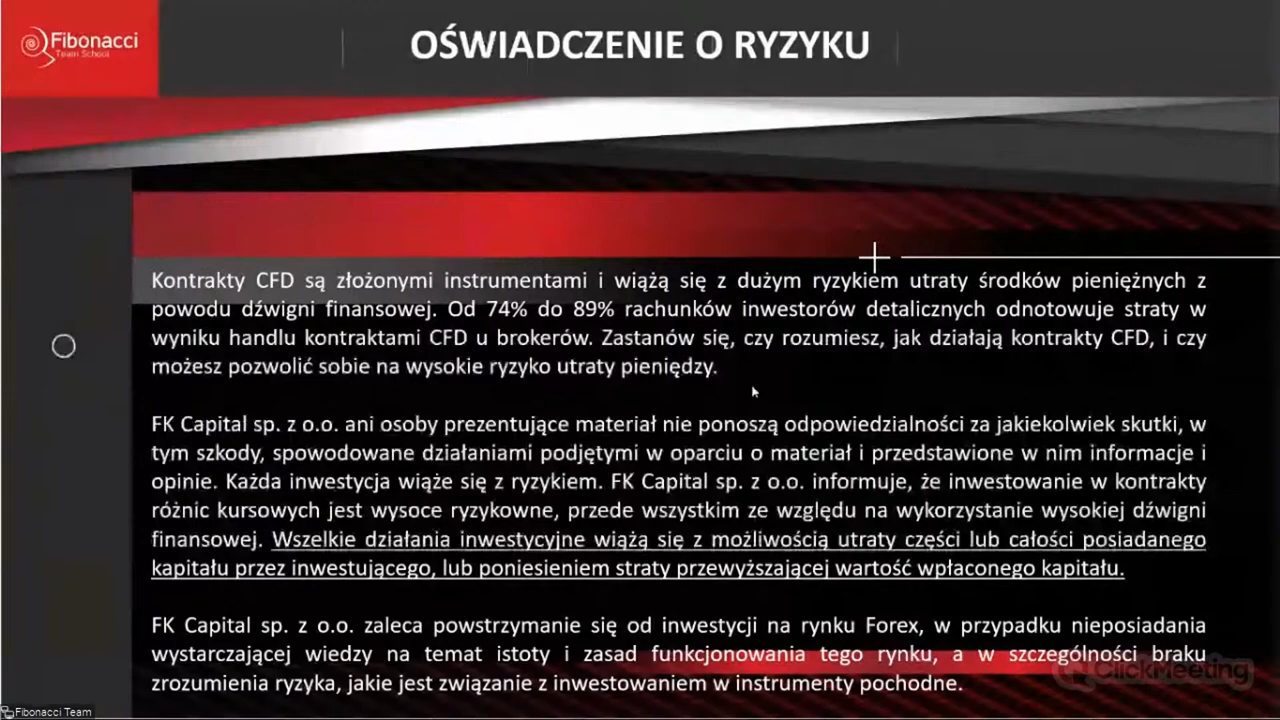 Fibonacci
Team School
OŚWIADCZENIE O RYZYKU
Kontrakty CFD są złożonymi instrumentami i wiążą się z dużym ryzykiem utraty środków pieniężnych z
powodu dźwigni finansowej. Od 74% do 89% rachunków inwestorów detalicznych odnotowuje straty w
wyniku handlu kontraktami CFD u brokerów. Zastanów się, czy rozumiesz, jak działają kontrakty CFD, i czy
możesz pozwolić sobie na wysokie ryzyko utraty pieniędzy.
FK Capital sp. z o.o. ani osoby prezentujące materiał nie ponoszą odpowiedzialności za jakiekolwiek skutki, w
tym szkody, spowodowane działaniami podjętymi w oparciu o materiał i przedstawione w nim informacje i
opinie. Każda inwestycja wiąże się z ryzykiem. FK Capital sp. z o.o. informuje, że inwestowanie w kontrakty
różnic kursowych jest wysoce ryzykowne, przede wszystkim ze względu na wykorzystanie wysokiej dźwigni
finansowej. Wszelkie działania inwestycyjne wiążą się z możliwością utraty części lub całości posiadanego
kapitału przez inwestującego, lub poniesieniem straty przewyższającej wartość wpłaconego kapitału.
FK Capital sp. z o.o. zaleca powstrzymanie się od inwestycji na rynku Forex, w przypadku nieposiadania
wystarczającej wiedzy na temat istoty i zasad funkcjonowania tego rynku, a w szczególności braku
zrozumienia ryzyka, jakie jest związanie z inwestowaniem w instrumenty pochodne.
ClickMeeting
Fibonacci Team